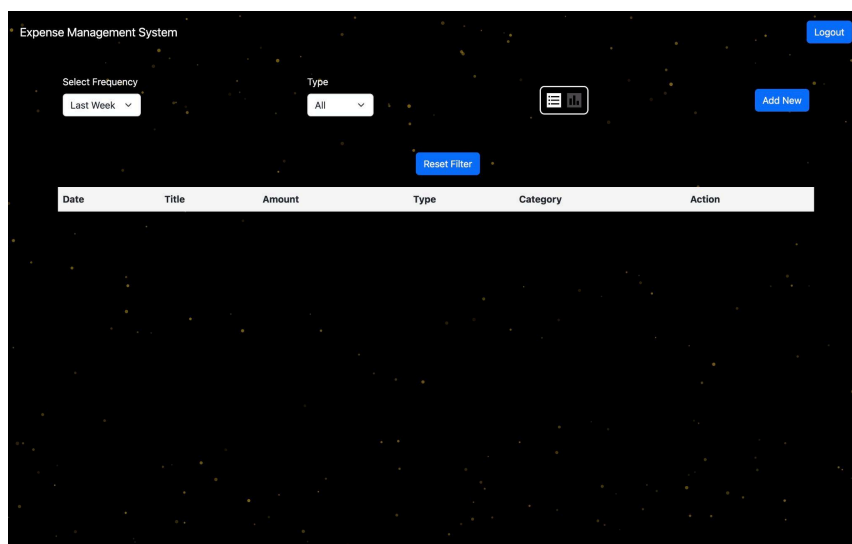 Expense Management System Logout
Select Frequency Type
Last Week All Add New
Reset Filter
Date Title Amount Type Category Action